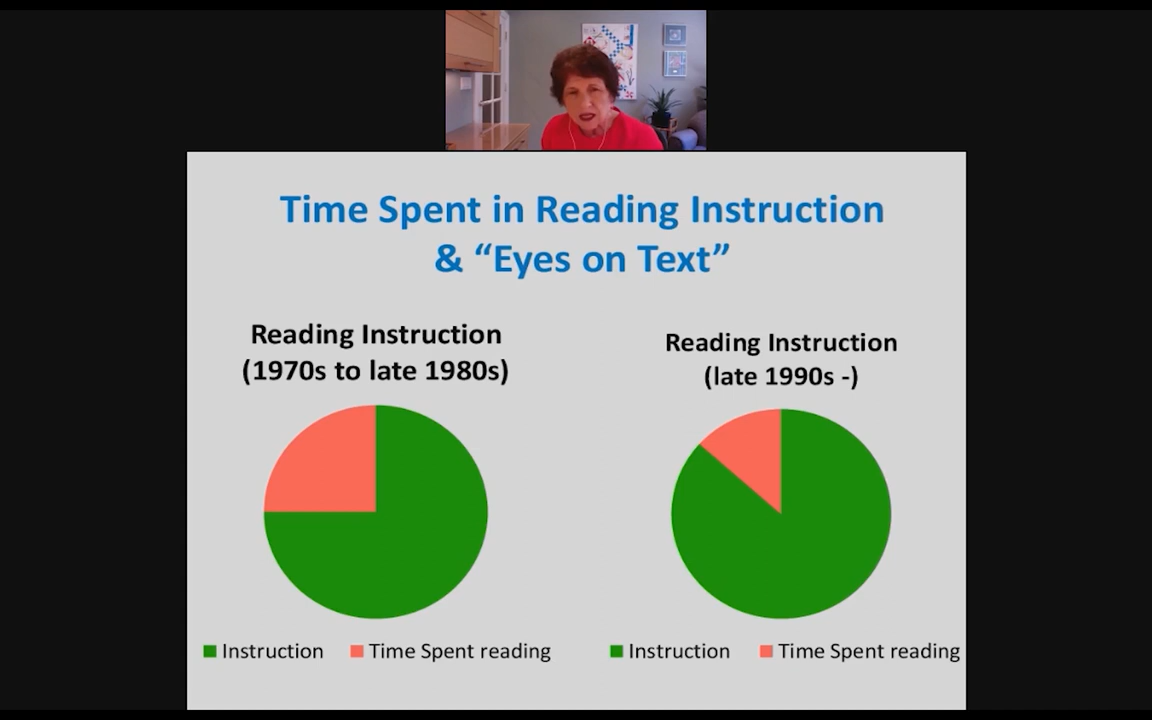 Time Spent in Reading Instruction
& “Eyes on Text”
Reading Instruction
(1970s to late 1980s)
Reading Instruction
(late 1990s -)
Instruction Time Spent reading
Instruction Time Spent reading